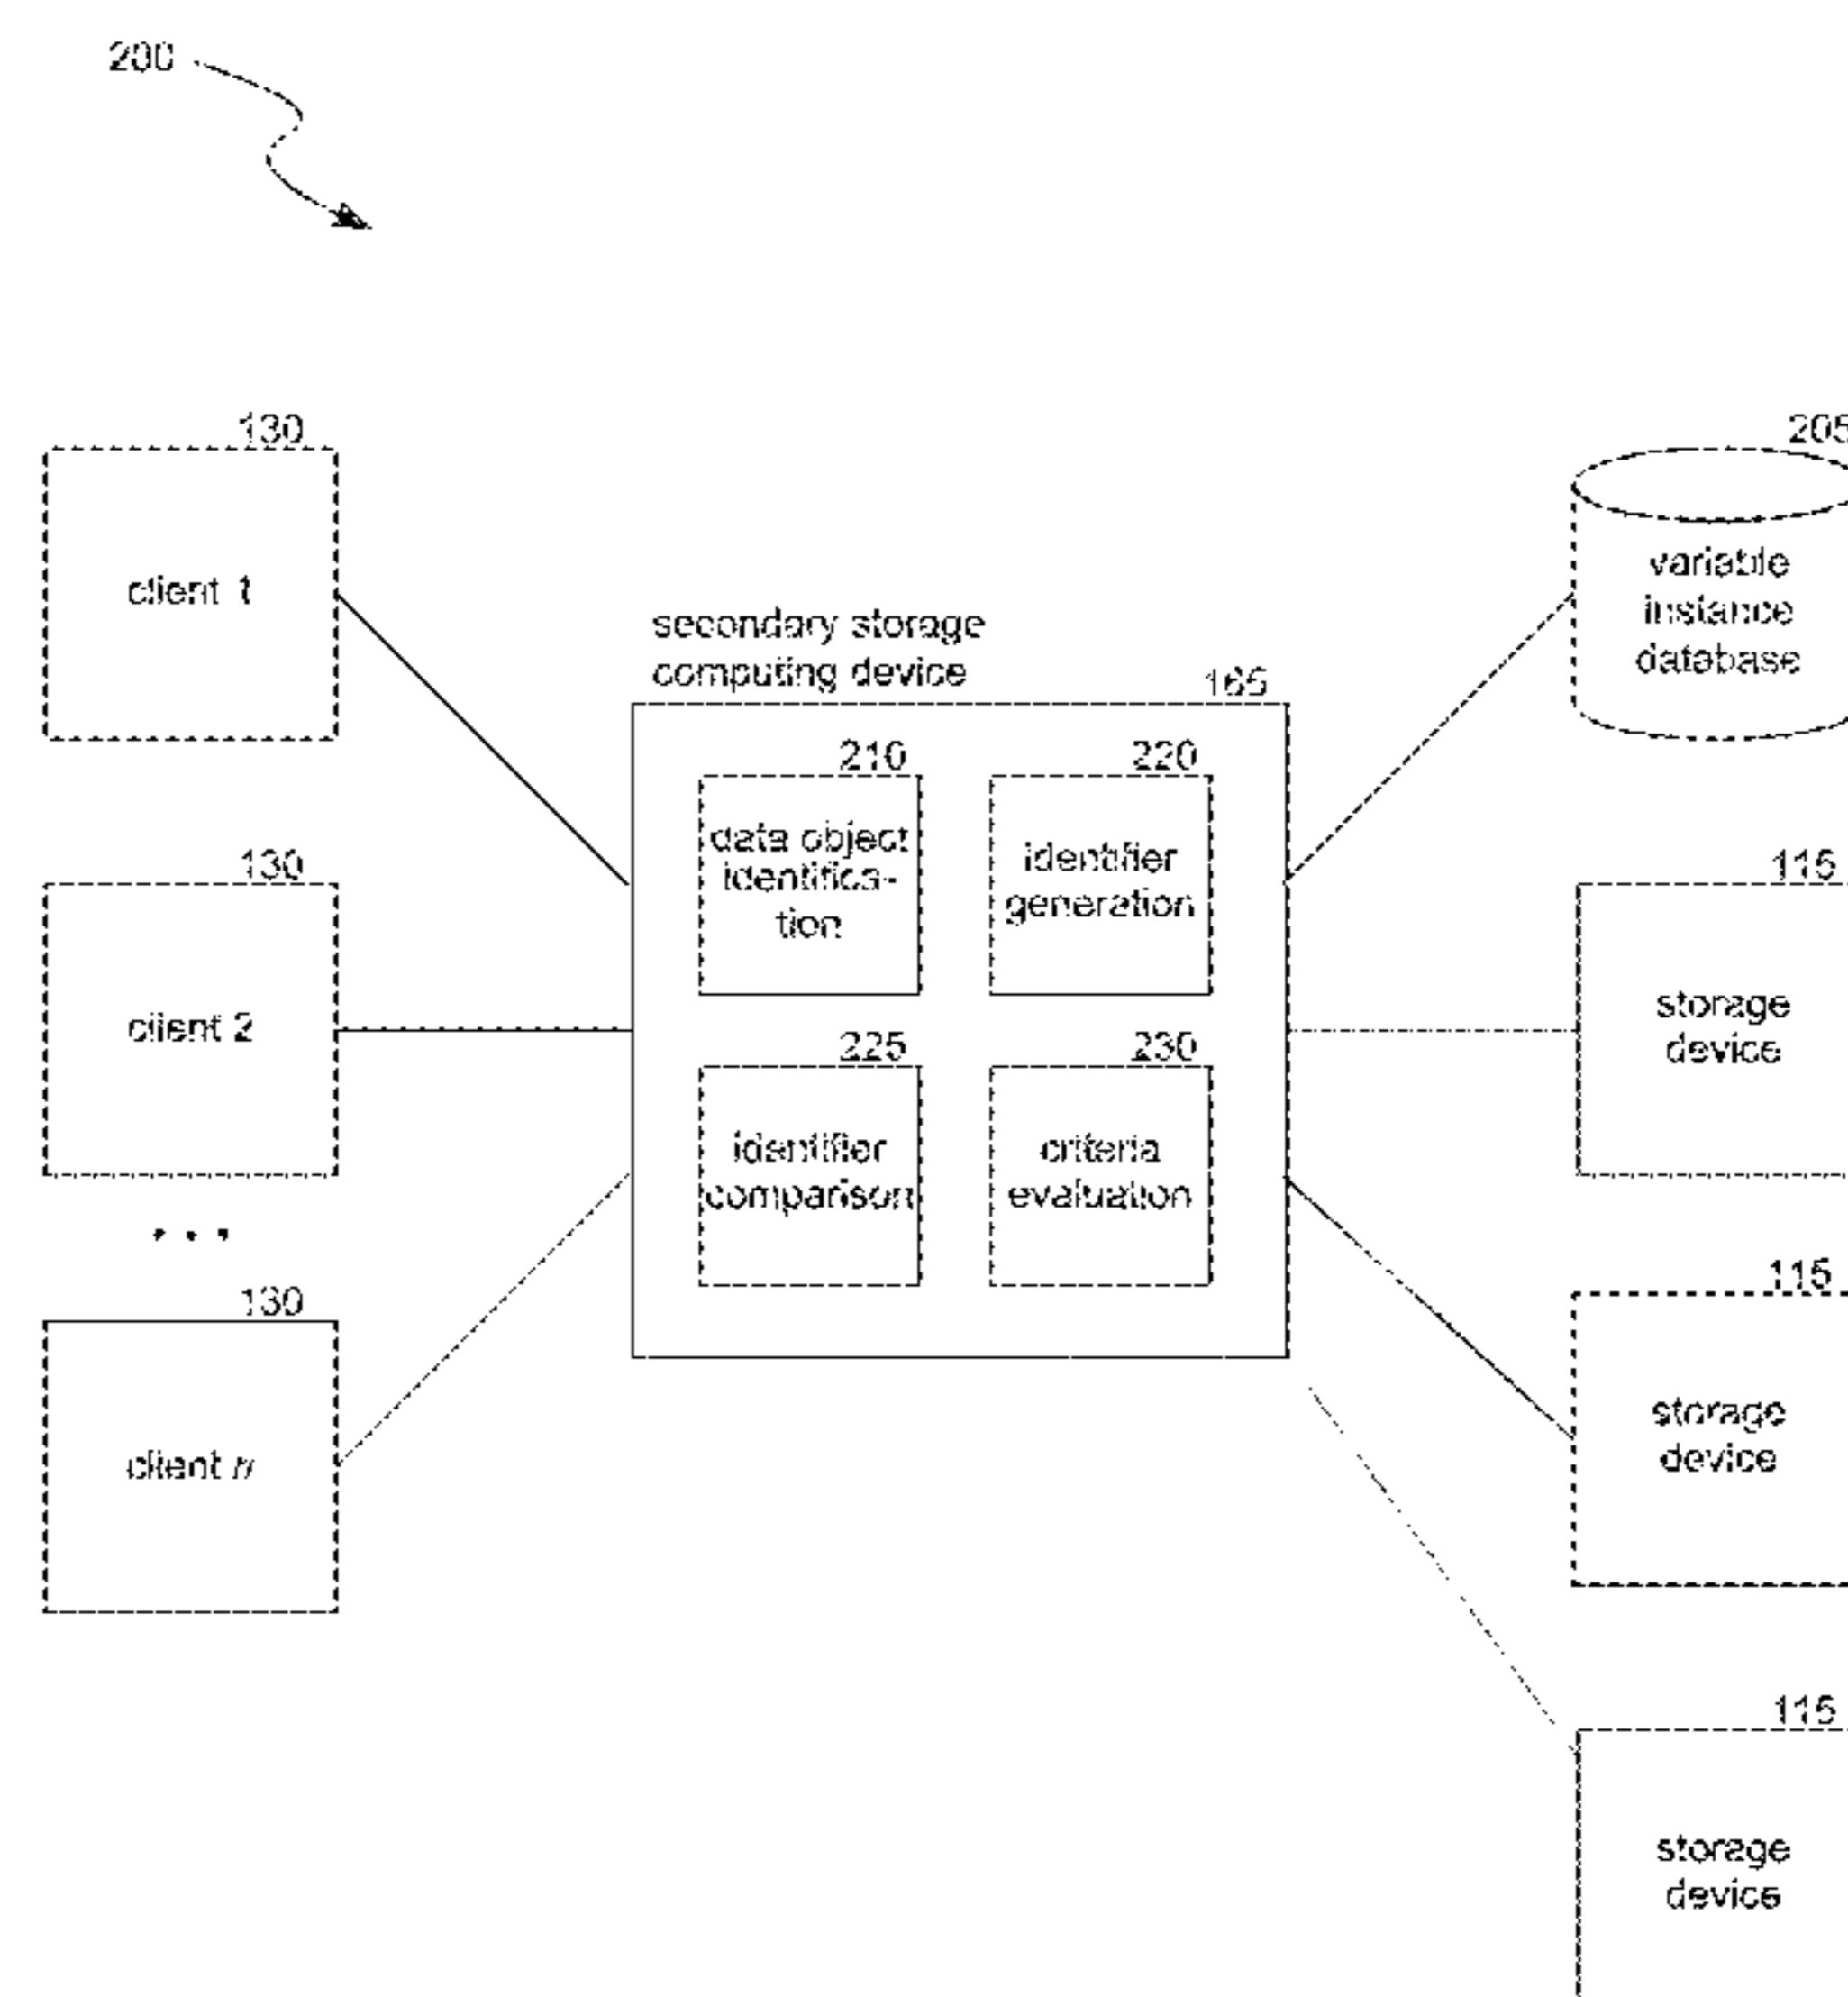 200
130
client 1
130
client 2
...
130
client n
secondary storage
computing device
165
210
data object
identifica-
tion
220
identifier
generation
225
identifier
comparison
230
criteria
evaluation
205
variable
instance
database
115
storage
device
115
storage
device
115
storage
device